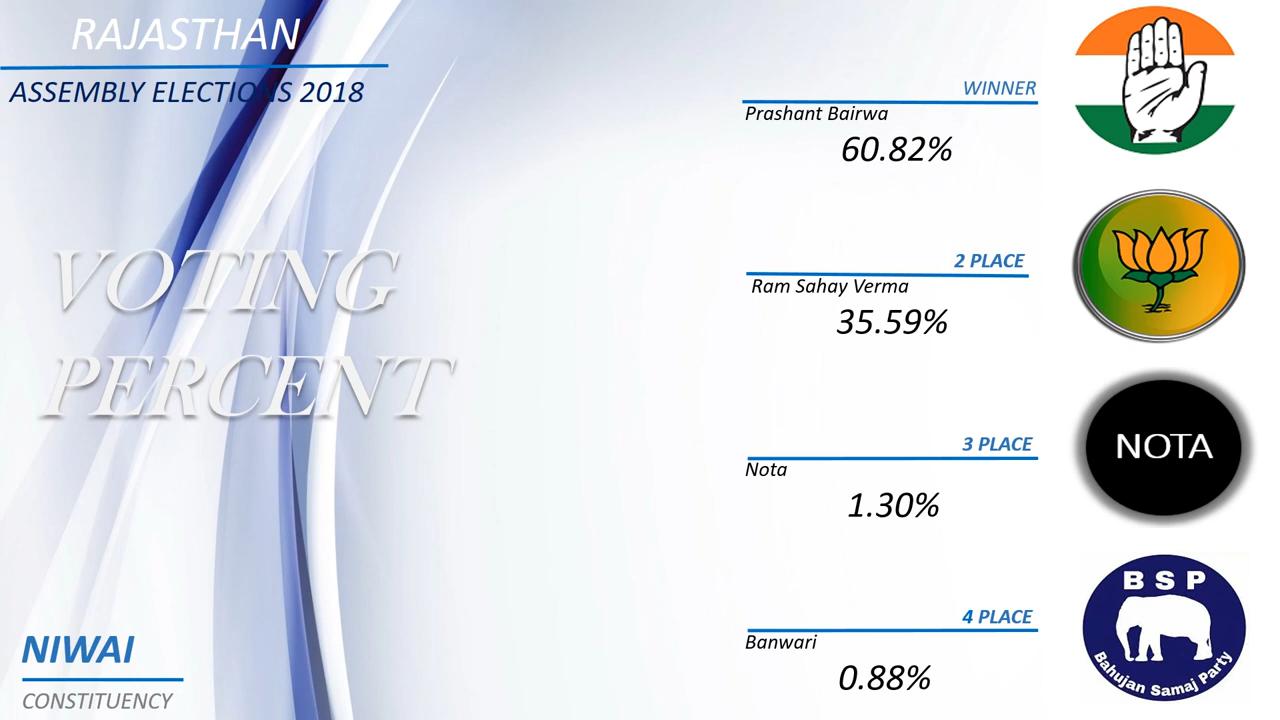 RAJASTHAN
ASSEMBLY ELECTIONS 2018
VOTING
PERCENT
NIWAI
CONSTITUENCY
WINNER
Prashant Bairwa
60.82%
2 PLACE
Ram Sahay Verma
35.59%
3 PLACE
Nota
1.30%
NOTA
4 PLACE
Banwari
0.88%
BSP
Bahujan Samaj Party